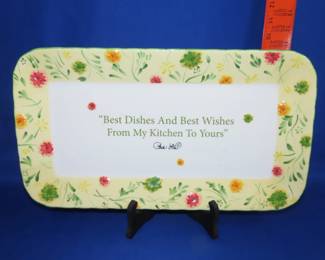 "Best Dishes And Best Wishes
From My Kitchen To Yours"